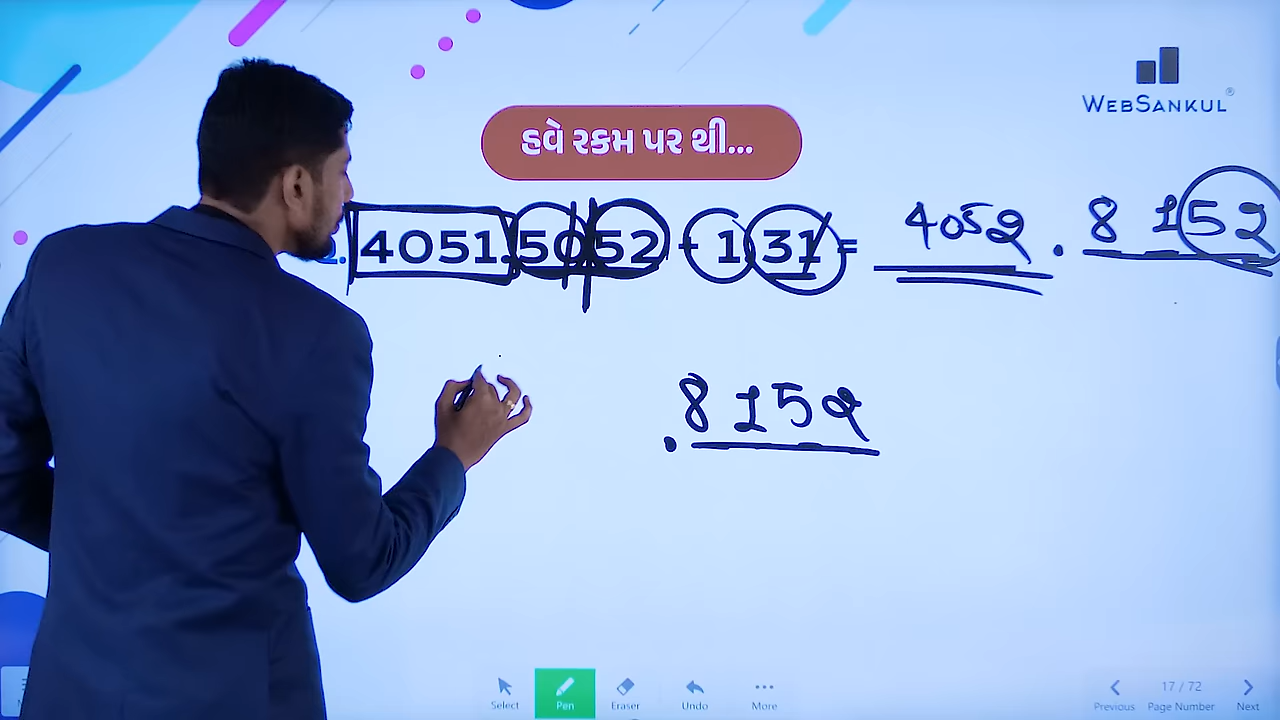 WEBSANKUL®
હવે રકમ પર થી...
4051.5052 + 1.31 = 4052.8152
.8152
Select Pen Eraser Undo More
17 / 72
Previous Page Number Next